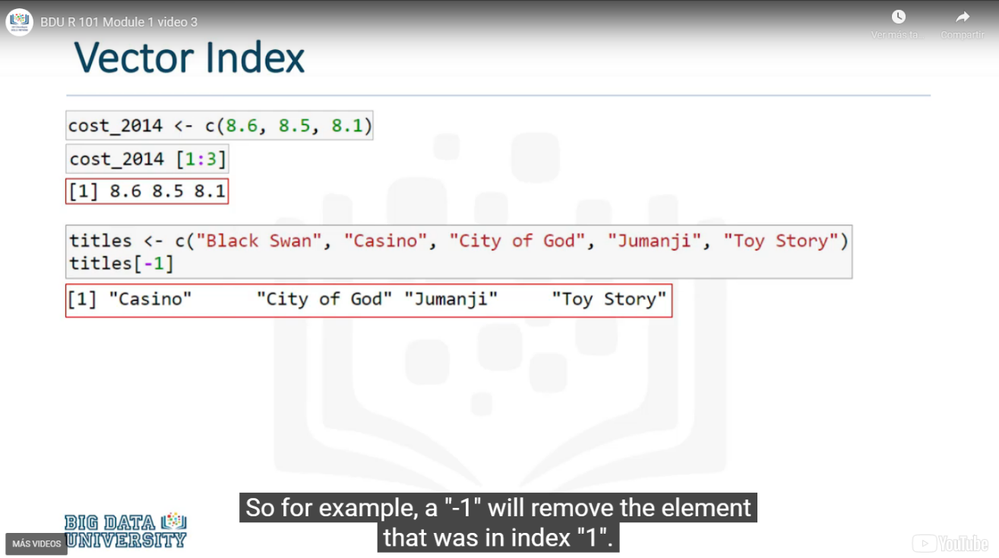 BDU R 101 Module 1 video 3
Ver más ta...
Compartir
Vector Index
cost_2014 <- c(8.6, 8.5, 8.1)
cost_2014 [1:3]
[1] 8.6 8.5 8.1
titles <- c("Black Swan", "Casino", "City of God", "Jumanji", "Toy Story")
titles[-1]
[1] "Casino" "City of God" "Jumanji" "Toy Story"
So for example, a "-1" will remove the element
that was in index "1".
BIG DATA
UNIVERSITY
MÁS VIDEOS
YouTube